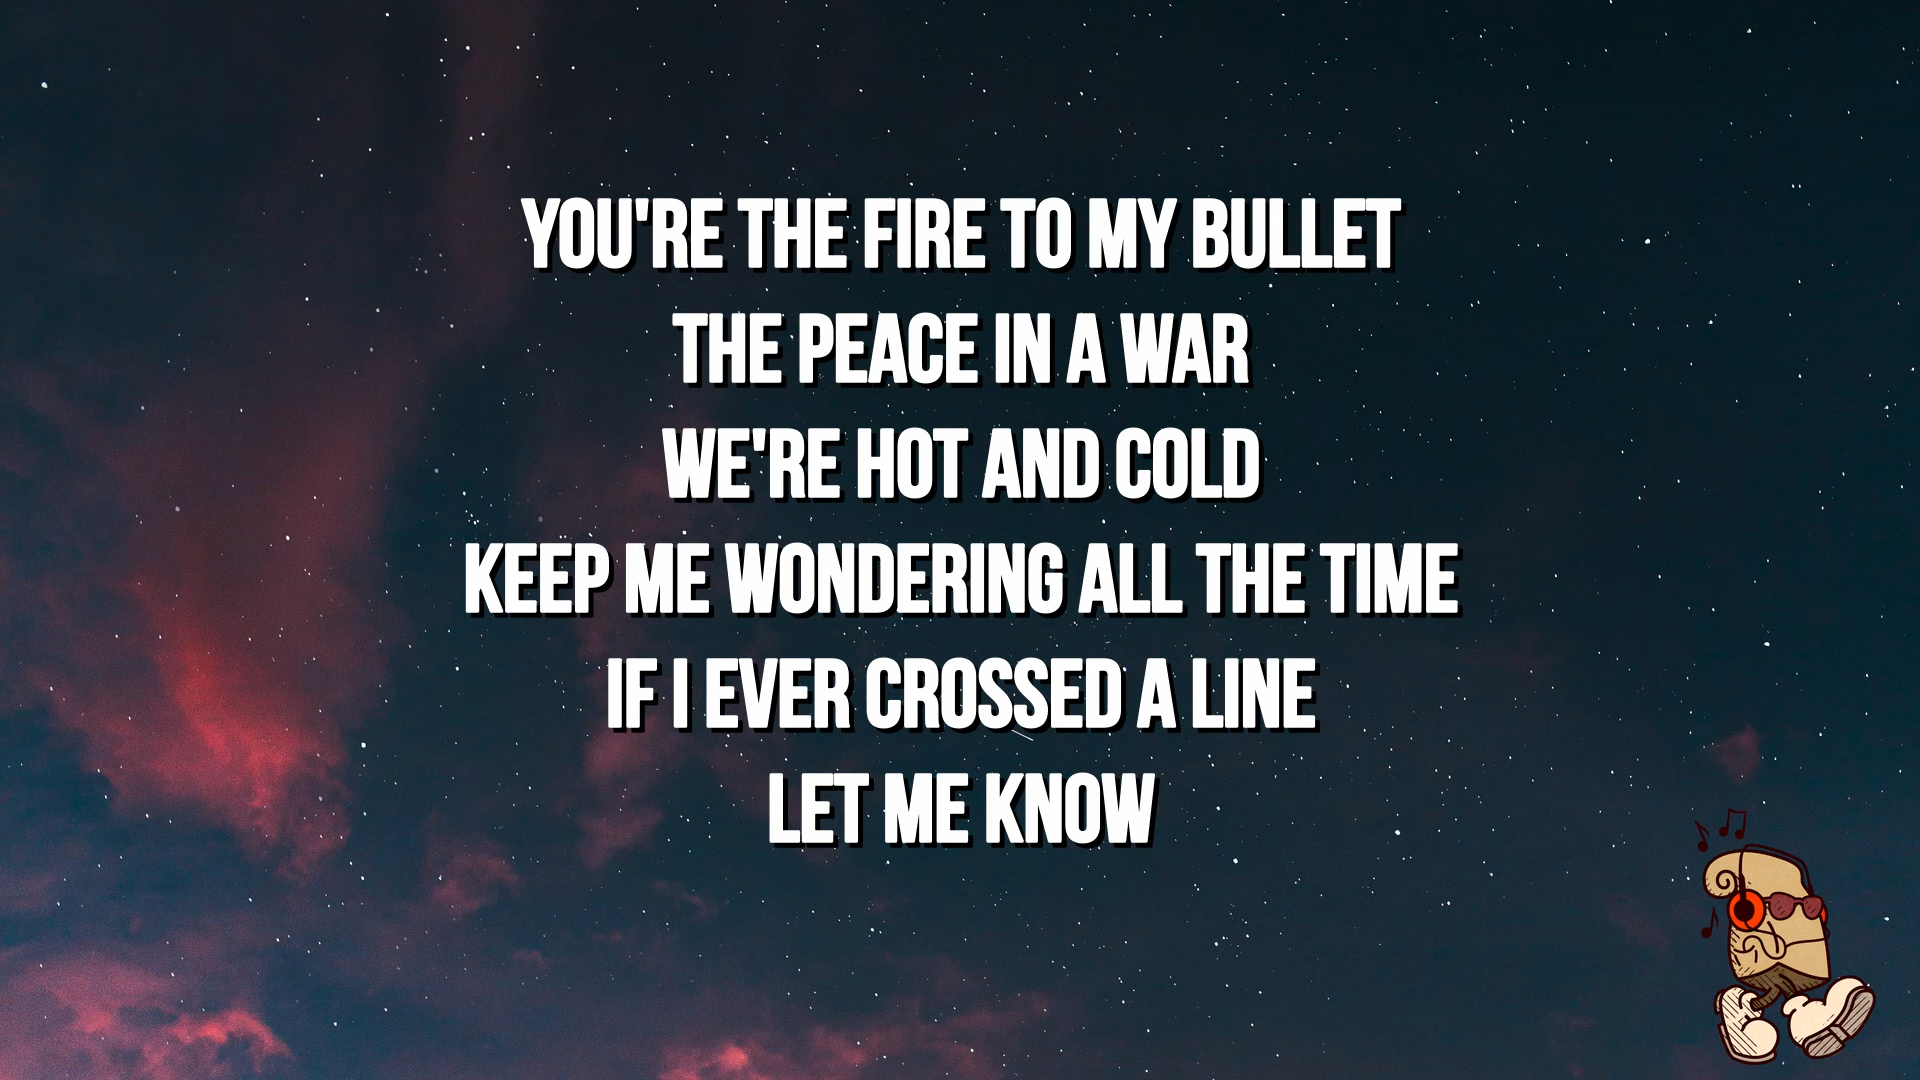 YOU'RE THE FIRE TO MY BULLET
THE PEACE IN A WAR
WE'RE HOT AND COLD
KEEP ME WONDERING ALL THE TIME
IF I EVER CROSSED A LINE
LET ME KNOW